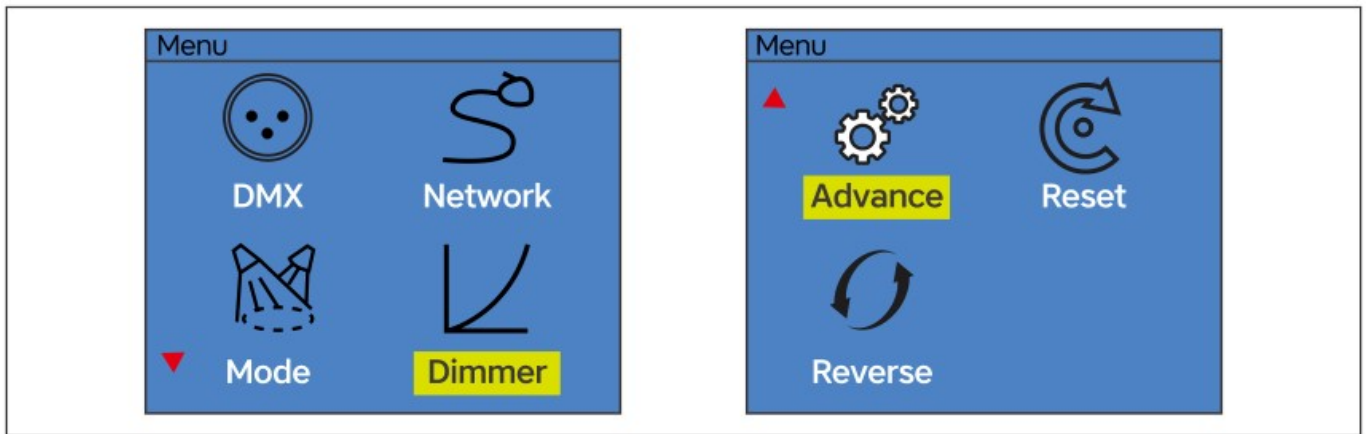 Menu
DMX Network
Mode Dimmer
Menu
Advance Reset
Reverse